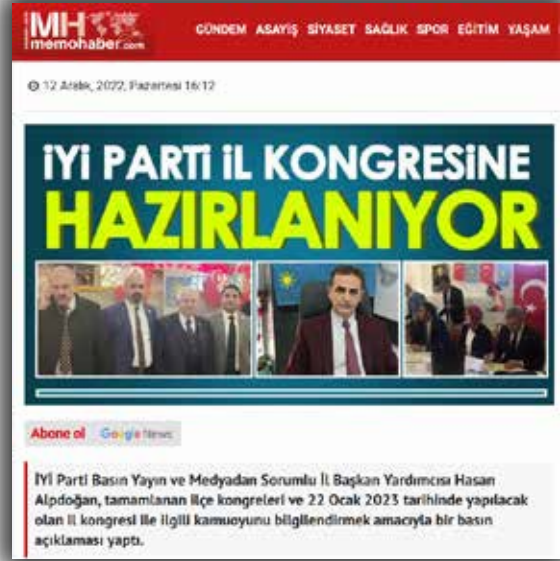 MH
memohaber.com
GÜNDEM ASAYİŞ SİYASET SAĞLIK SPOR EĞİTİM YAŞAM
12 Aralık, 2022, Pazartesi 16:12
İYİ PARTİ İL KONGRESİNE
HAZIRLANIYOR
Abone ol Google News
İYİ Parti Basın Yayın ve Medyadan Sorumlu İl Başkan Yardımcısı Hasan
Alpdoğan, tamamlanan ilçe kongreleri ve 22 Ocak 2023 tarihinde yapılacak
olan il kongresi ile ilgili kamuoyunu bilgilendirmek amacıyla bir basın
açıklaması yaptı.